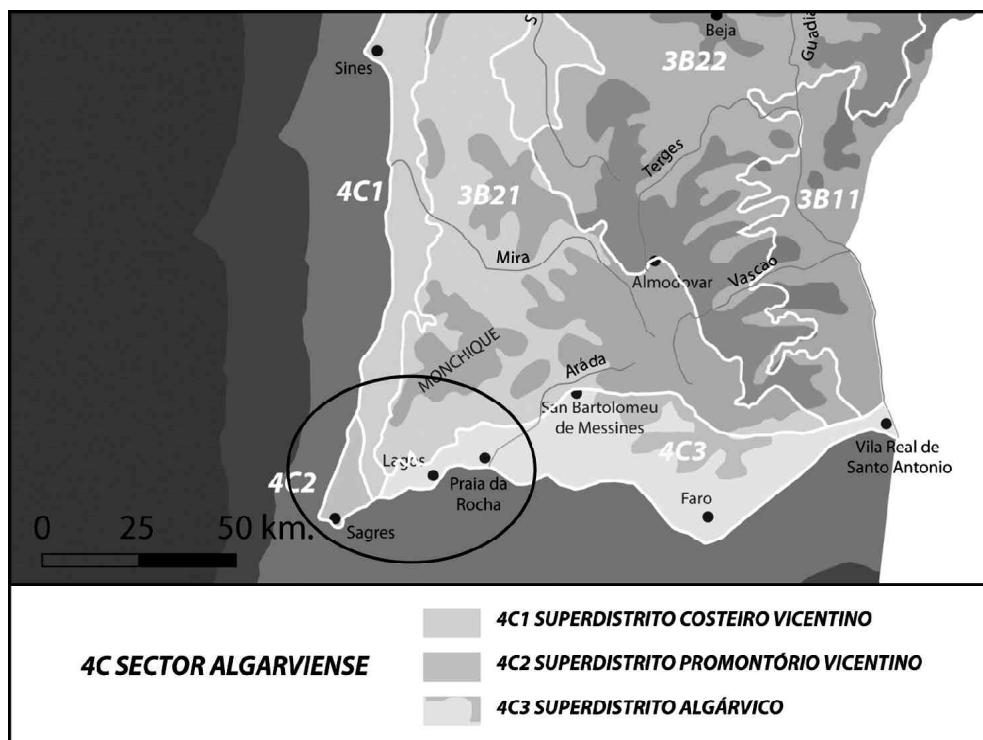 S
Beja
Guadia
Sines
3B22
Terges
4C1
3B21
3B11
Mira
Almodovar
Vascao
MONCHIQUE
Aráda
San Bartolomeu
de Messines
4C3
Vila Real de
Santo Antonio
Lagos
4C2
Praia da
Rocha
Faro
Sagres
0 25 50 km.
4C SECTOR ALGARVIENSE
4C1 SUPERDISTRITO COSTEIRO VICENTINO
4C2 SUPERDISTRITO PROMONTÓRIO VICENTINO
4C3 SUPERDISTRITO ALGÁRVICO